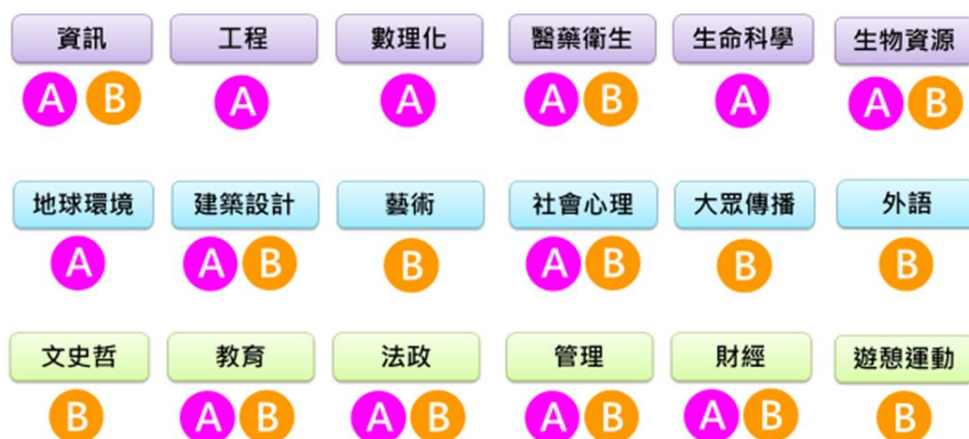 資訊 工程 數理化 醫藥衛生 生命科學 生物資源
A B A A A B A A B
地球環境 建築設計 藝術 社會心理 大眾傳播 外語
A A B B A B B B
文史哲 教育 法政 管理 財經 遊憩運動
B A B A B A B A B B